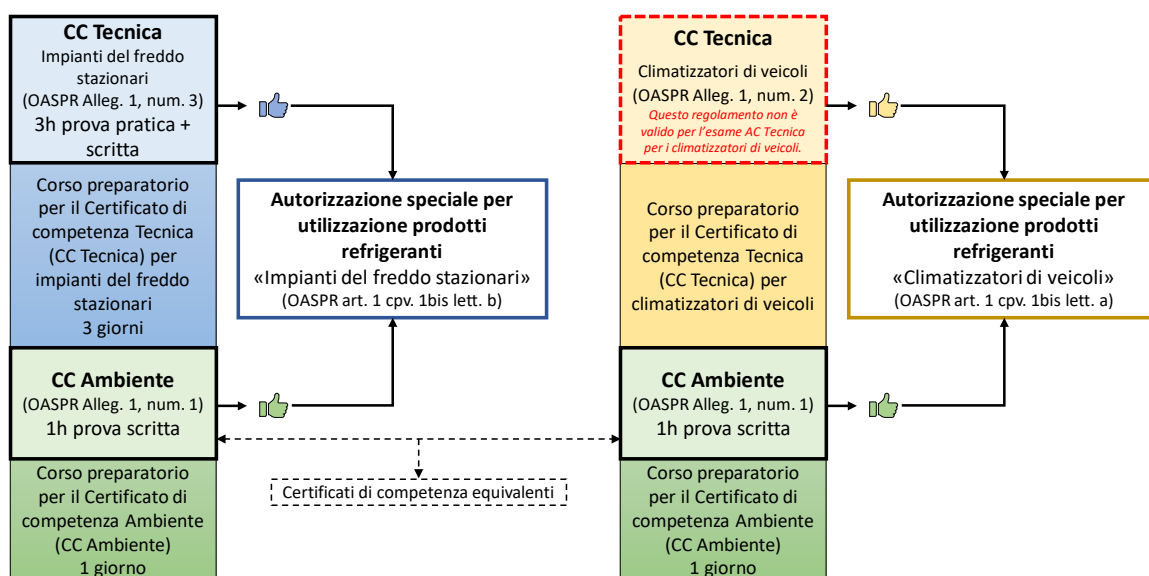 CC Tecnica
Impianti del freddo
stazionari
(OASPR Alleg. 1, num. 3)
3h prova pratica +
scritta
Corso preparatorio
per il Certificato di
competenza Tecnica
(CC Tecnica) per
impianti del freddo
stazionari
3 giorni
CC Ambiente
(OASPR Alleg. 1, num. 1)
1h prova scritta
Corso preparatorio
per il Certificato di
competenza Ambiente
(CC Ambiente)
1 giorno
Autorizzazione speciale per
utilizzazione prodotti
refrigeranti
«Impianti del freddo stazionari»
(OASPR art. 1 cpv. 1bis lett. b)
Certificati di competenza equivalenti
CC Tecnica
Climatizzatori di veicoli
(OASPR Alleg. 1, num. 2)
Questo regolamento non è
valido per l'esame AC Tecnica
per i climatizzatori di veicoli.
Corso preparatorio
per il Certificato di
competenza Tecnica
(CC Tecnica) per
climatizzatori di veicoli
CC Ambiente
(OASPR Alleg. 1, num. 1)
1h prova scritta
Corso preparatorio
per il Certificato di
competenza Ambiente
(CC Ambiente)
1 giorno
Autorizzazione speciale per
utilizzazione prodotti
refrigeranti
«Climatizzatori di veicoli»
(OASPR art. 1 cpv. 1bis lett. a)